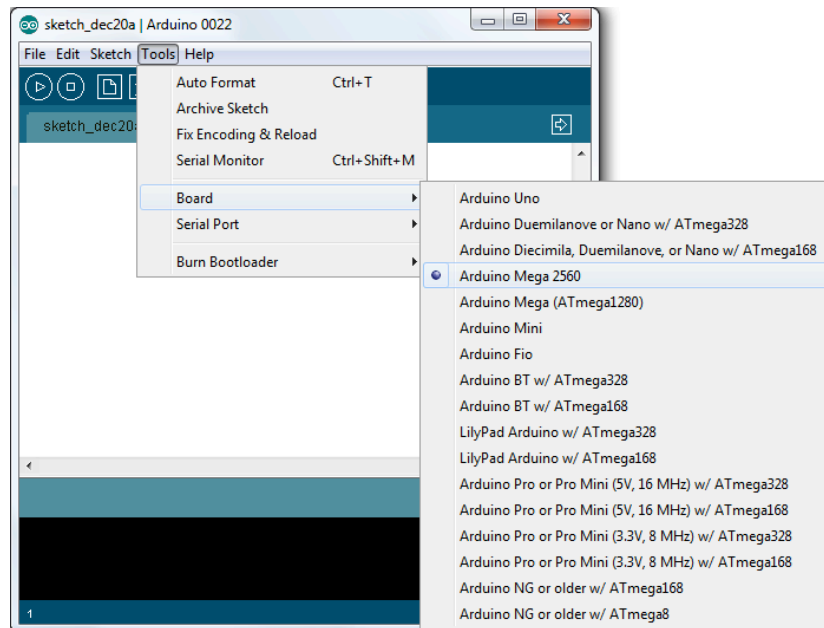 sketch_dec20a | Arduino 0022
File Edit Sketch Tools Help
Auto Format Ctrl+T
Archive Sketch
sketch_dec20
Fix Encoding & Reload
Serial Monitor Ctrl+Shift+M
Board
Serial Port
Burn Bootloader
Arduino Uno
Arduino Duemilanove or Nano w/ ATmega328
Arduino Diecimila, Duemilanove, or Nano w/ ATmega168
Arduino Mega 2560
Arduino Mega (ATmega1280)
Arduino Mini
Arduino Fio
Arduino BT w/ ATmega328
Arduino BT w/ ATmega168
LilyPad Arduino w/ ATmega328
LilyPad Arduino w/ ATmega168
Arduino Pro or Pro Mini (5V, 16 MHz) w/ ATmega328
Arduino Pro or Pro Mini (5V, 16 MHz) w/ ATmega168
Arduino Pro or Pro Mini (3.3V, 8 MHz) w/ ATmega328
Arduino Pro or Pro Mini (3.3V, 8 MHz) w/ ATmega168
Arduino NG or older w/ ATmega168
Arduino NG or older w/ ATmega8
1